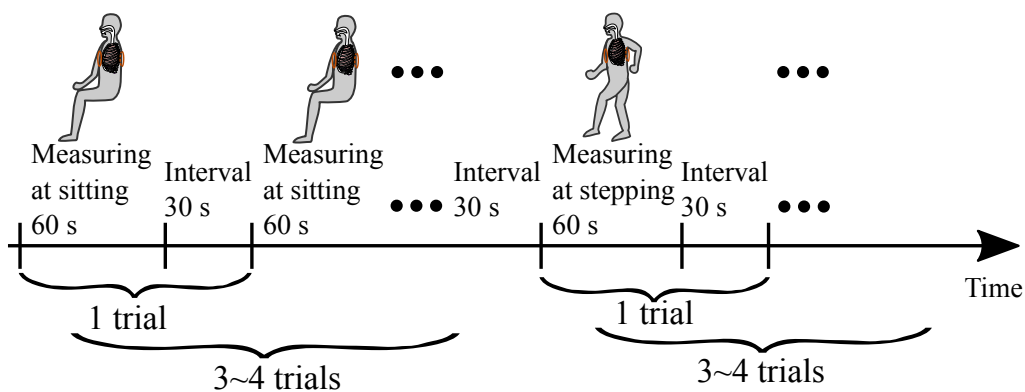 Measuring
at sitting
60 s
Interval
30 s
Measuring
at sitting
60 s
Interval
30 s
Measuring
at stepping
60 s
Interval
30 s
Time
1 trial
1 trial
3~4 trials
3~4 trials